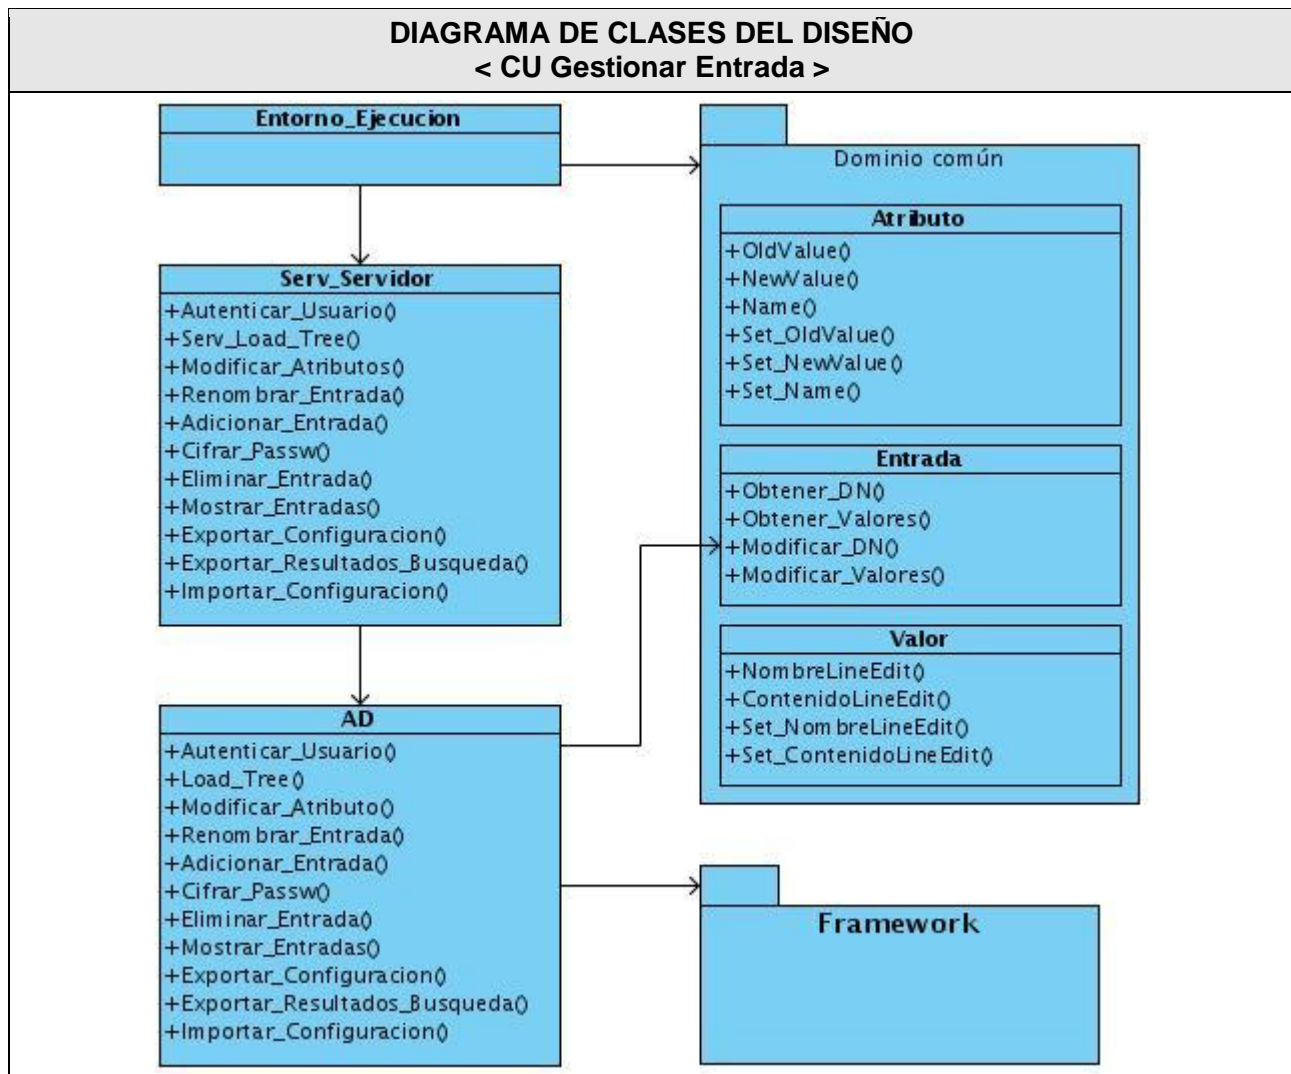 DIAGRAMA DE CLASES DEL DISEÑO
< CU Gestionar Entrada >
Entorno_Ejecucion
Serv_Servidor
+Autenticar_Usuario()
+Serv_Load_Tree()
+Modificar_Atributos()
+Renombrar_Entrada()
+Adicionar_Entrada()
+Cifrar_Passw()
+Eliminar_Entrada()
+Mostrar_Entradas()
+Exportar_Configuracion()
+Exportar_Resultados_Busqueda()
+Importar_Configuracion()
AD
+Autenticar_Usuario()
+Load_Tree()
+Modificar_Atributo()
+Renombrar_Entrada()
+Adicionar_Entrada()
+Cifrar_Passw()
+Eliminar_Entrada()
+Mostrar_Entradas()
+Exportar_Configuracion()
+Exportar_Resultados_Busqueda()
+Importar_Configuracion()
Dominio común
Atributo
+OldValue()
+NewValue()
+Name()
+Set_OldValue()
+Set_NewValue()
+Set_Name()
Entrada
+Obtener_DN()
+Obtener_Valores()
+Modificar_DN()
+Modificar_Valores()
Valor
+NombreLineEdit()
+ContenidoLineEdit()
+Set_NombreLineEdit()
+Set_ContenidoLineEdit()
Framework